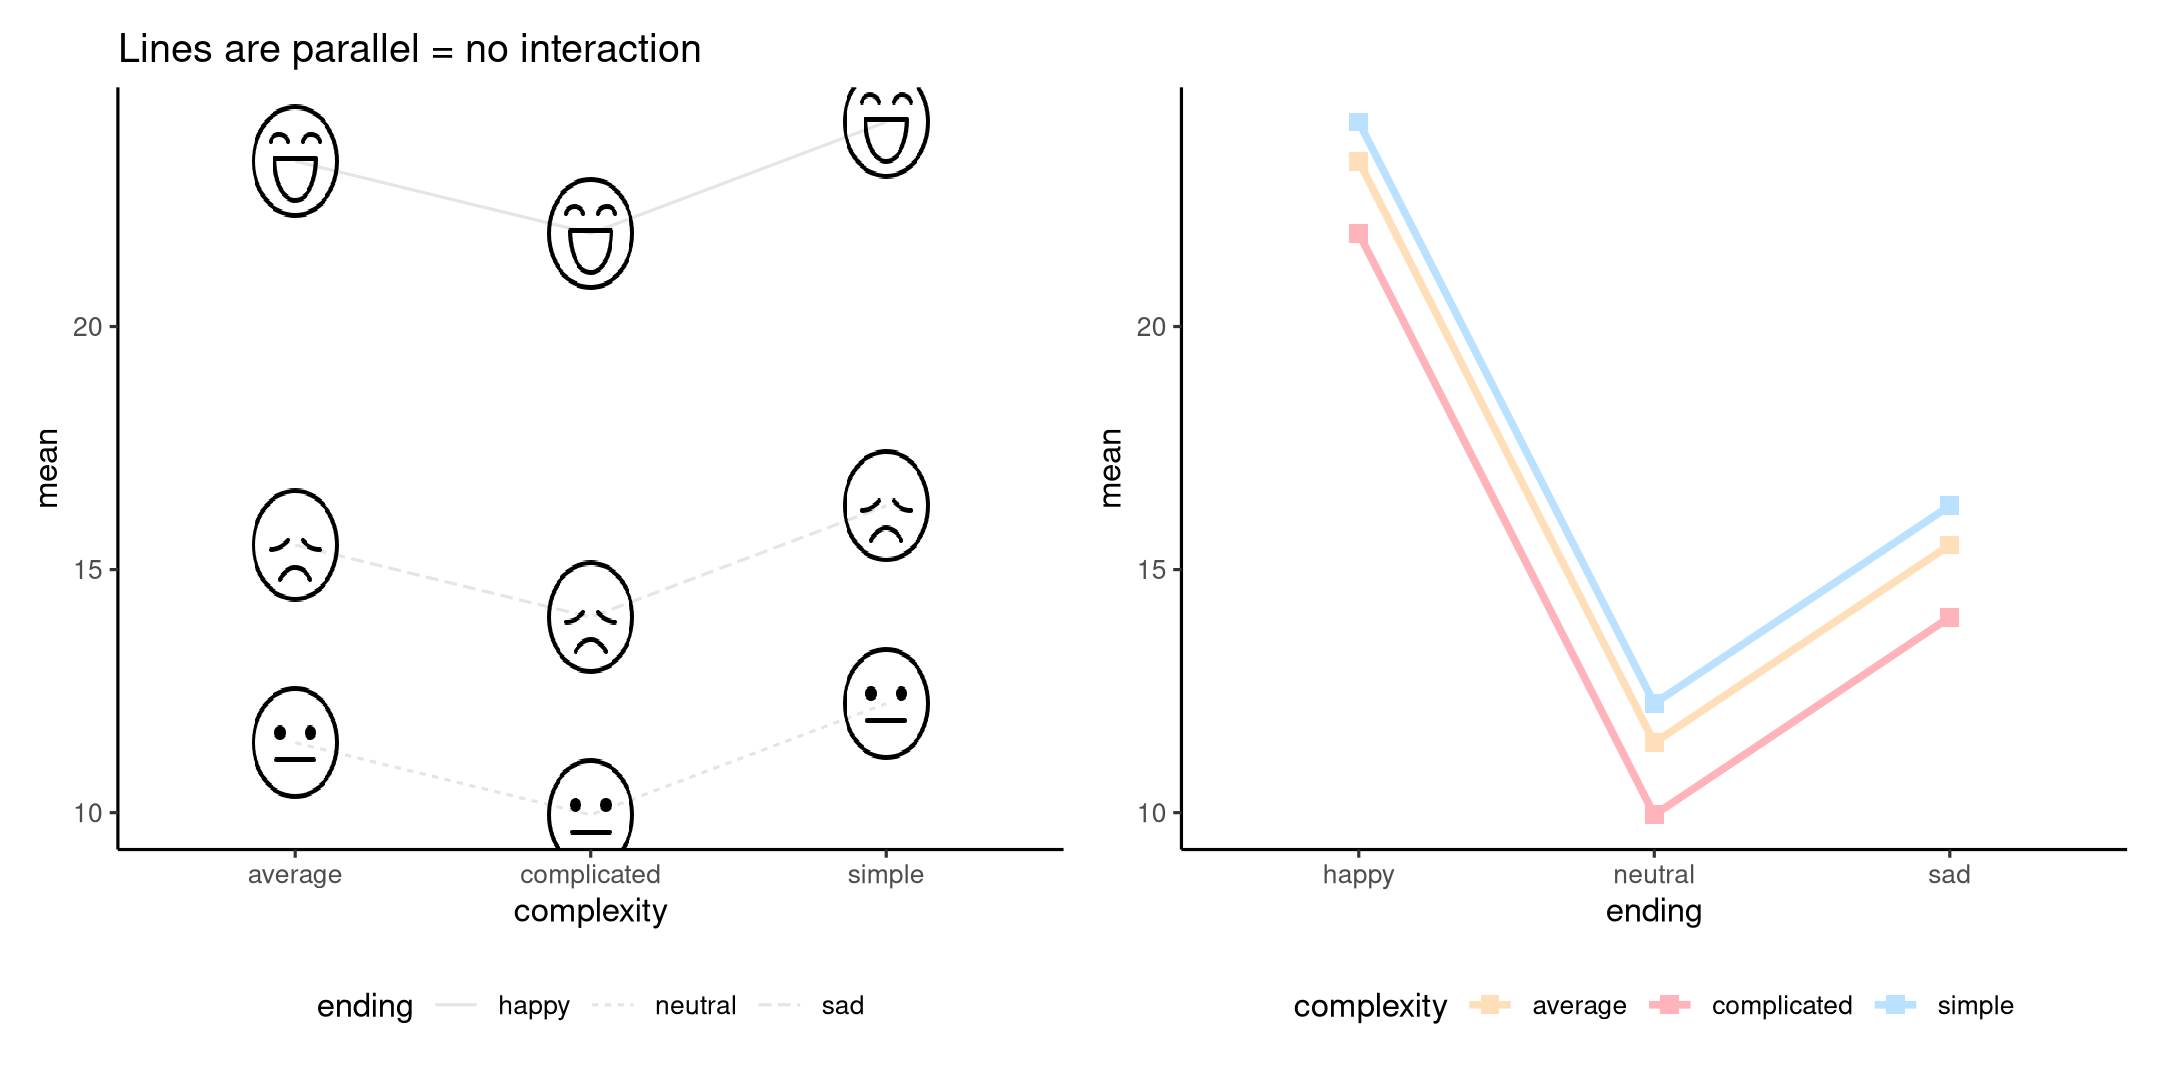 Lines are parallel = no interaction
mean
20
15
10
average complicated simple
complexity
ending happy neutral sad
mean
20
15
10
happy neutral sad
ending
complexity average complicated simple